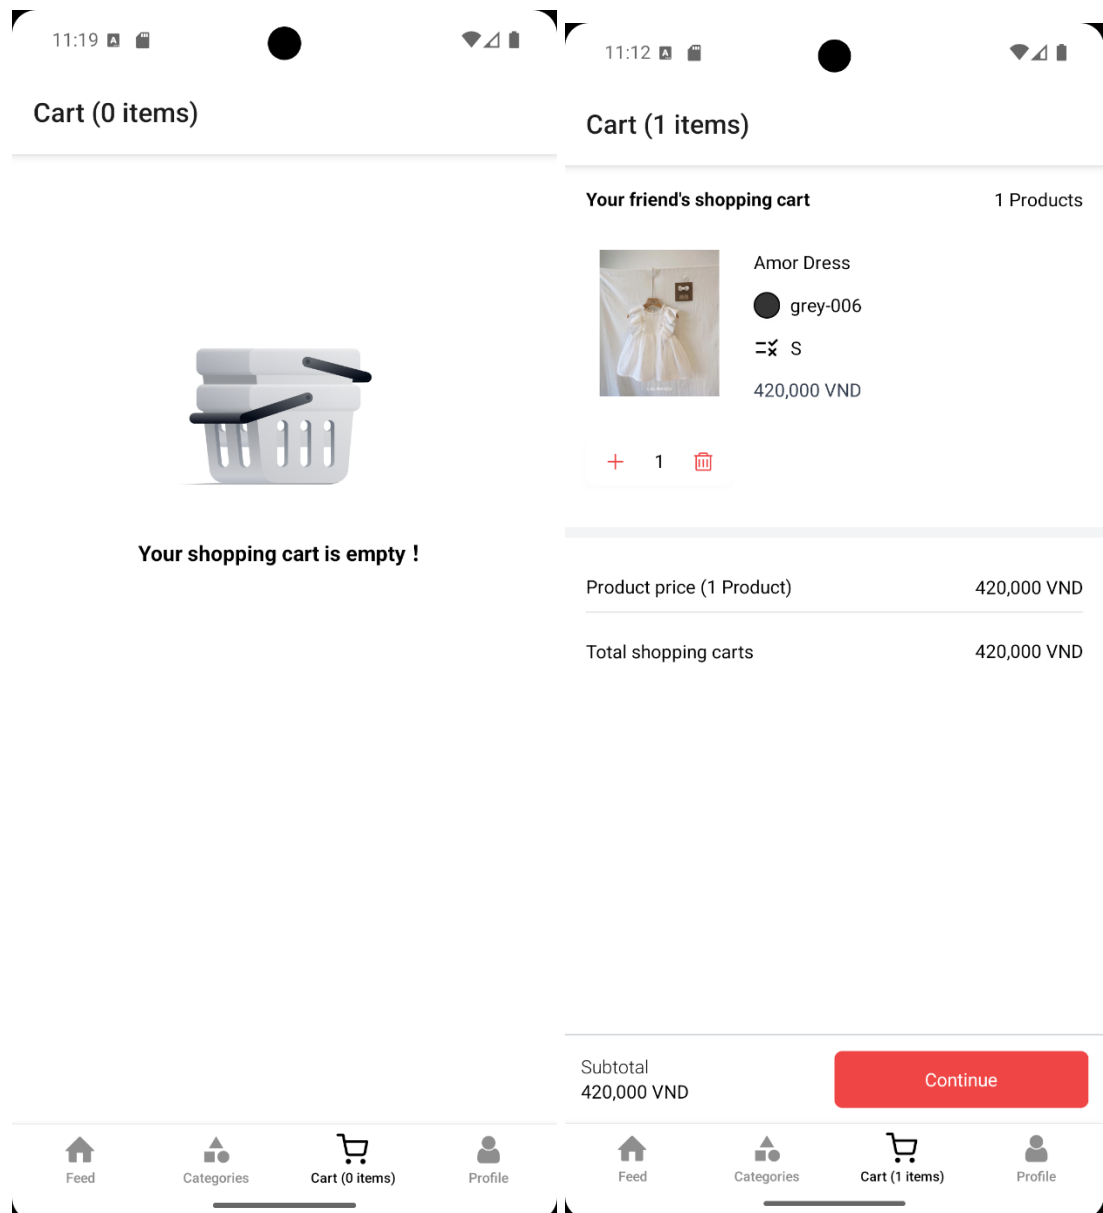 11:19
Cart (0 items)
Your shopping cart is empty !
Feed
Categories
Cart (0 items)
Profile
11:12
Cart (1 items)
Your friend's shopping cart
1 Products
Amor Dress
grey-006
S
420,000 VND
1
Product price (1 Product)
420,000 VND
Total shopping carts
420,000 VND
Subtotal
420,000 VND
Continue
Feed
Categories
Cart (1 items)
Profile